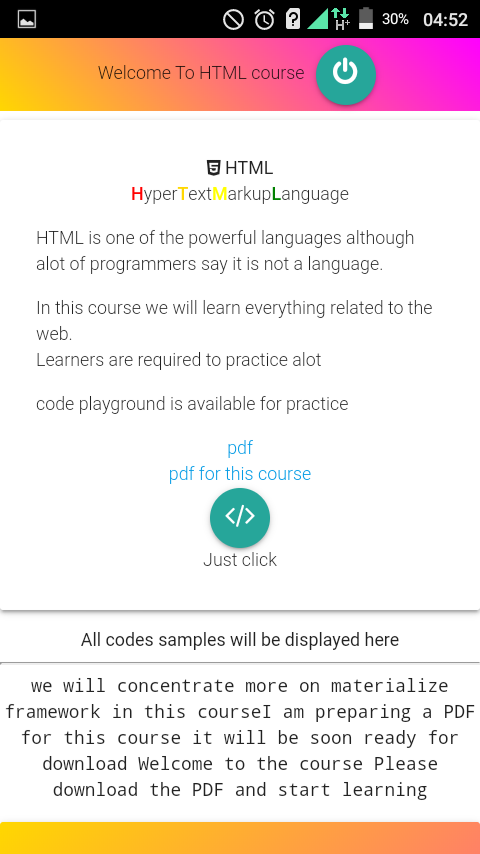 H+ 30% 04:52
Welcome To HTML course
HTML
HyperTextMarkupLanguage
HTML is one of the powerful languages although
alot of programmers say it is not a language.
In this course we will learn everything related to the
web.
Learners are required to practice alot
code playground is available for practice
pdf
pdf for this course
</>
Just click
All codes samples will be displayed here
we will concentrate more on materialize
framework in this courseI am preparing a PDF
for this course it will be soon ready for
download Welcome to the course Please
download the PDF and start learning